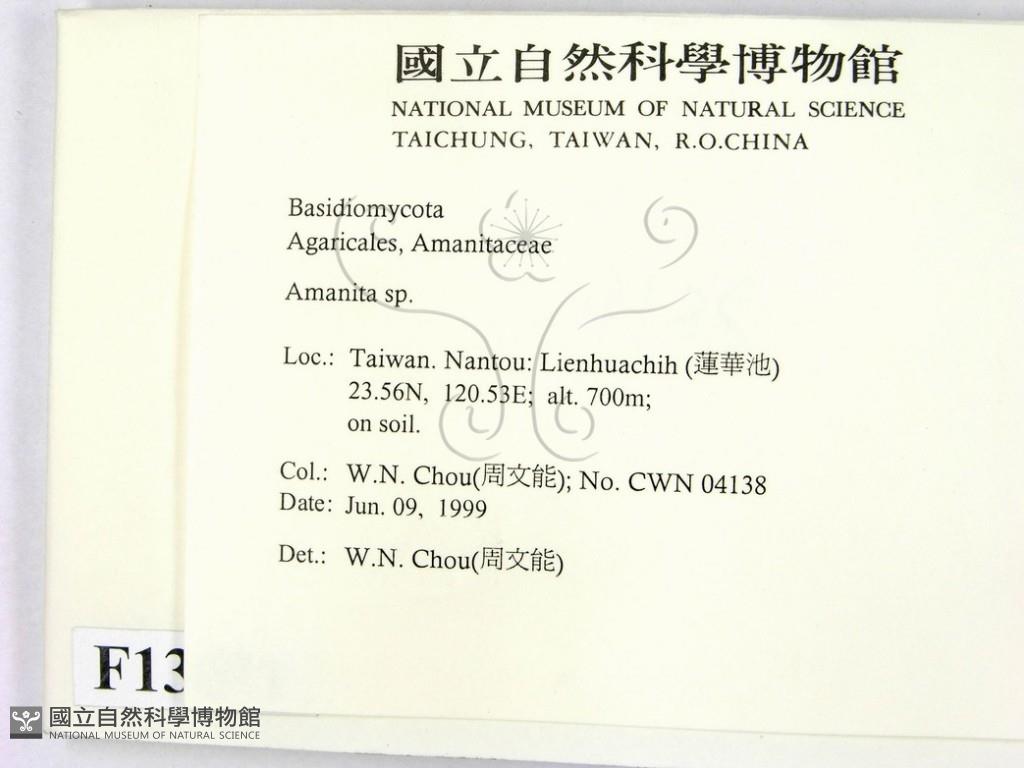 國立自然科學博物館
NATIONAL MUSEUM OF NATURAL SCIENCE
TAICHUNG, TAIWAN, R.O.CHINA
Basidiomycota
Agaricales, Amanitaceae
Amanita sp.
Loc.: Taiwan. Nantou: Lienhuachih (蓮華池)
23.56N, 120.53E; alt. 700m;
on soil.
Col.: W.N. Chou(周文能); No. CWN 04138
Date: Jun. 09, 1999
Det.: W.N. Chou(周文能)
F13
國立自然科學博物館
NATIONAL MUSEUM OF NATURAL SCIENCE